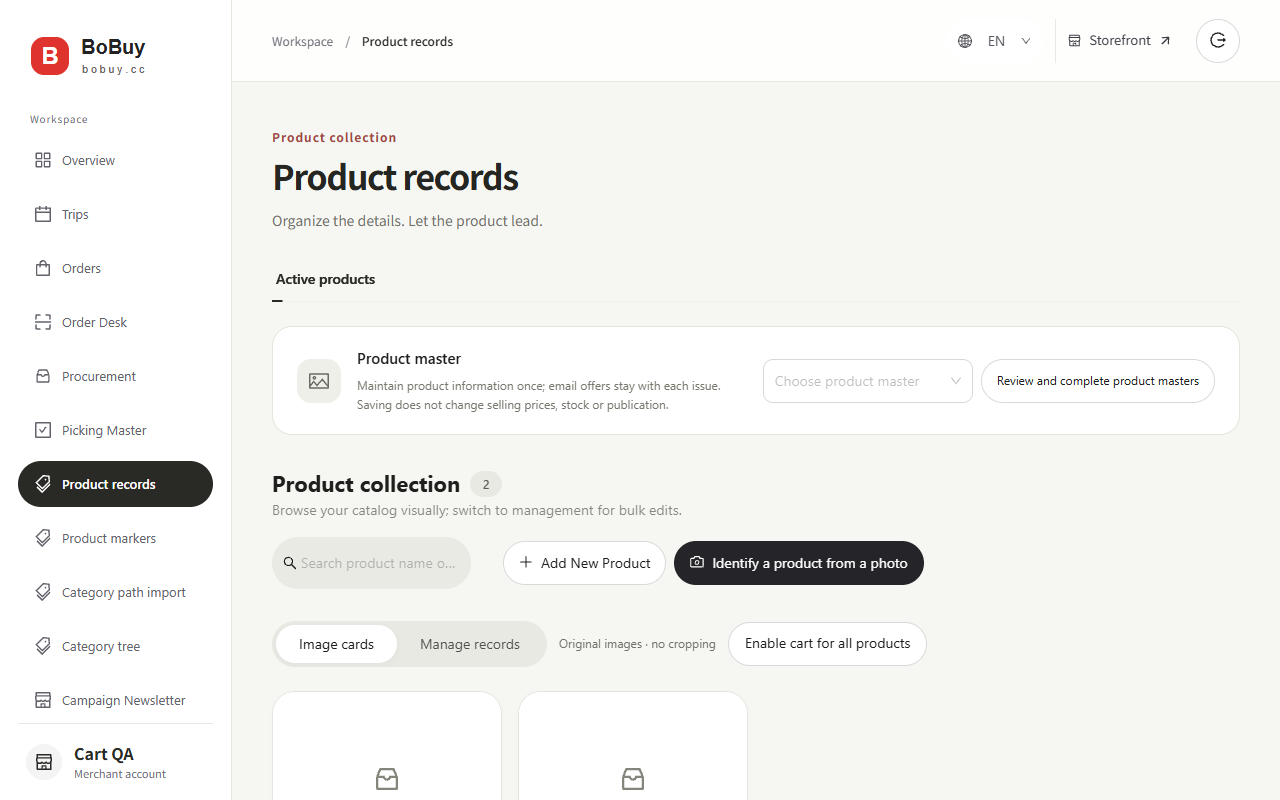 B
BoBuy
bobuy.cc
Workspace
Overview
Trips
Orders
Order Desk
Procurement
Picking Master
Product records
Product markers
Category path import
Category tree
Campaign Newsletter
Cart QA
Merchant account
Workspace / Product records
EN
Storefront
Product collection
Product records
Organize the details. Let the product lead.
Active products
Product master
Maintain product information once; email offers stay with each issue.
Saving does not change selling prices, stock or publication.
Choose product master
Review and complete product masters
Product collection 2
Browse your catalog visually; switch to management for bulk edits.
Search product name o...
Add New Product
Identify a product from a photo
Image cards
Manage records
Original images · no cropping
Enable cart for all products